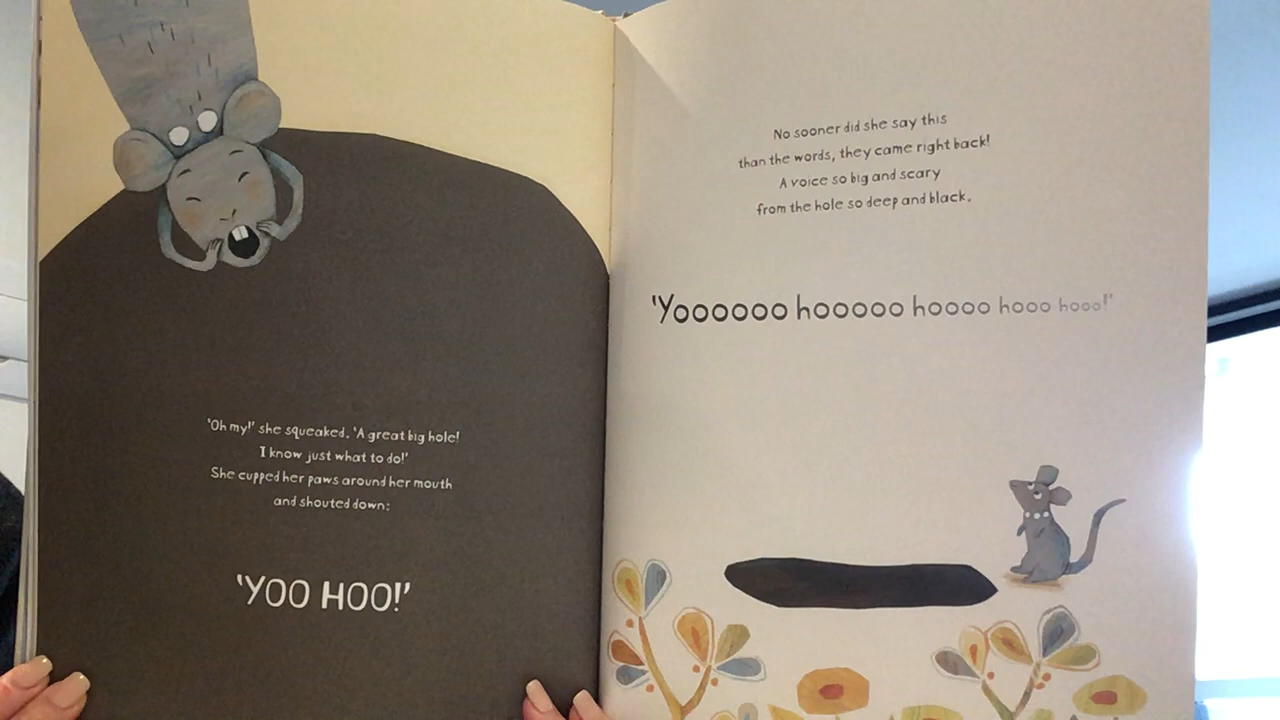 'Oh my!' she squeaked. 'A great big hole!
I know just what to do!'
She cupped her paws around her mouth
and shouted down:
'YOO HOO!'
No sooner did she say this
than the words, they came right back!
A voice so big and scary
from the hole so deep and black.
'Yoooooo hooooo hoooo hooo hooo!'